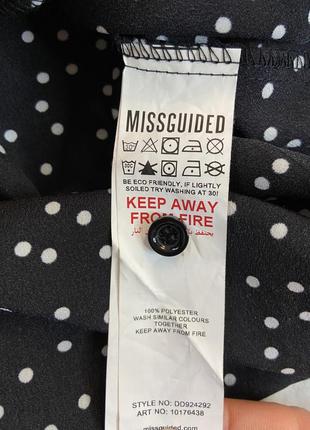 MISSGUIDED
BE ECO FRIENDLY, IF LIGHTLY
SOILED TRY WASHING AT 30!
KEEP AWAY
FROM FIRE
النار
100% POLYESTER
WASH SIMILAR COLOURS
TOGETHER
KEEP AWAY FROM FIRE
STYLE NO: DD924292
ART NO: 10176438
missguided.com